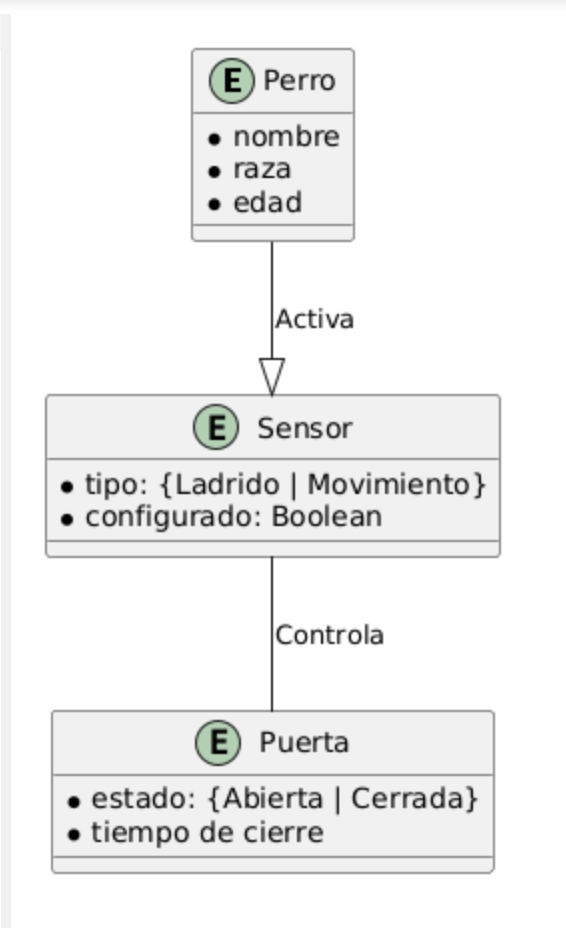 E Perro
• nombre
• raza
• edad
Activa
E Sensor
• tipo: {Ladrido | Movimiento}
• configurado: Boolean
Controla
E Puerta
• estado: {Abierta | Cerrada}
• tiempo de cierre